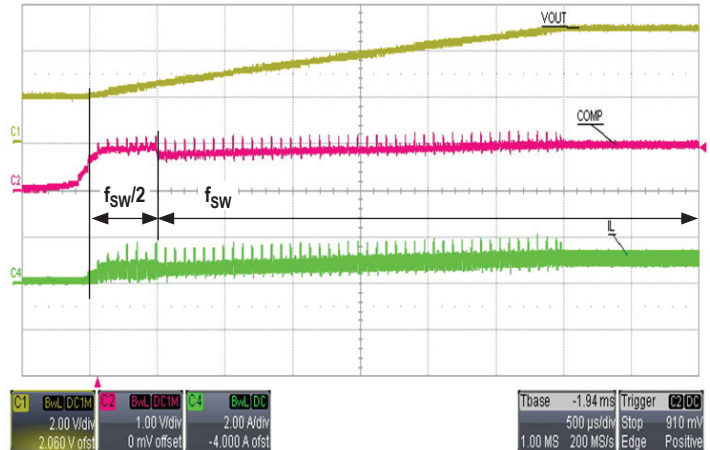 VOUT
C1
COMP
C2
fSW/2
fSW
IL
C4
C1 BwL DC1M
2.00 V/div
2.060 V ofst
C2 BwL DC1M
1.00 V/div
0 mV offset
C4 BwL DC
2.00 A/div
-4.000 A ofst
Tbase -1.94 ms
500 µs/div
1.00 MS 200 MS/s
Trigger C2 DC
Stop 910 mV
Edge Positive